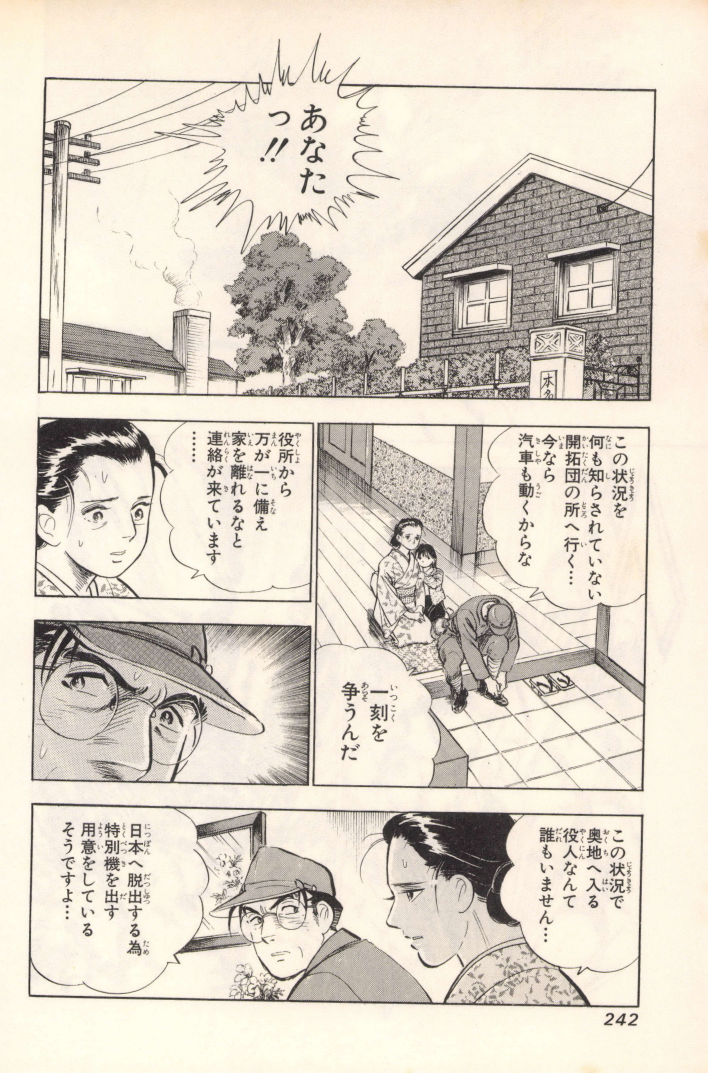 あなた
っ!!
本多
この状況を
何も知らされていない
開拓団の所へ行く…
今なら
汽車も動くからな
一刻を
争うんだ
役所から
万が一に備え
家を離れるなと
連絡が来ています
……
この状況で
奥地へ入る
役人なんて
誰もいません…
日本へ脱出する為
特別機を出す
用意をしている
そうですよ…
242